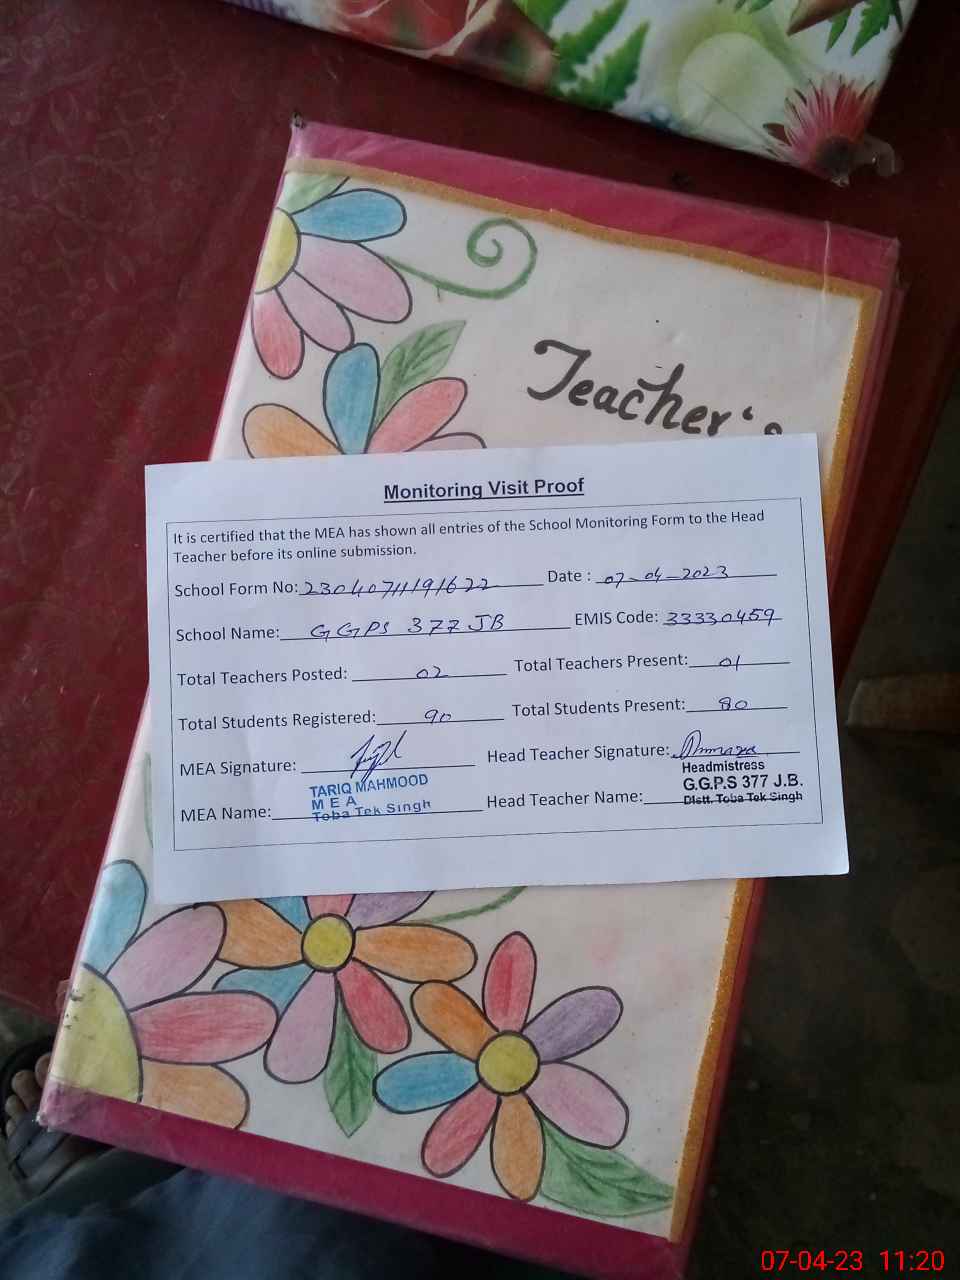 Teacher's
Monitoring Visit Proof
It is certified that the MEA has shown all entries of the School Monitoring Form to the Head
Teacher before its online submission.
School Form No: 23040711191622 Date : 07-04-2023
School Name: GGPS 377 JB EMIS Code: 33330459
Total Teachers Posted: 02 Total Teachers Present: 01
Total Students Registered: 90 Total Students Present: 80
MEA Signature: Head Teacher Signature:
MEA Name: TARIQ MAHMOOD
M E A
Toba Tek Singh
Head Teacher Name: Headmistress
G.G.P.S 377 J.B.
Distt. Toba Tek Singh
07-04-23 11:20